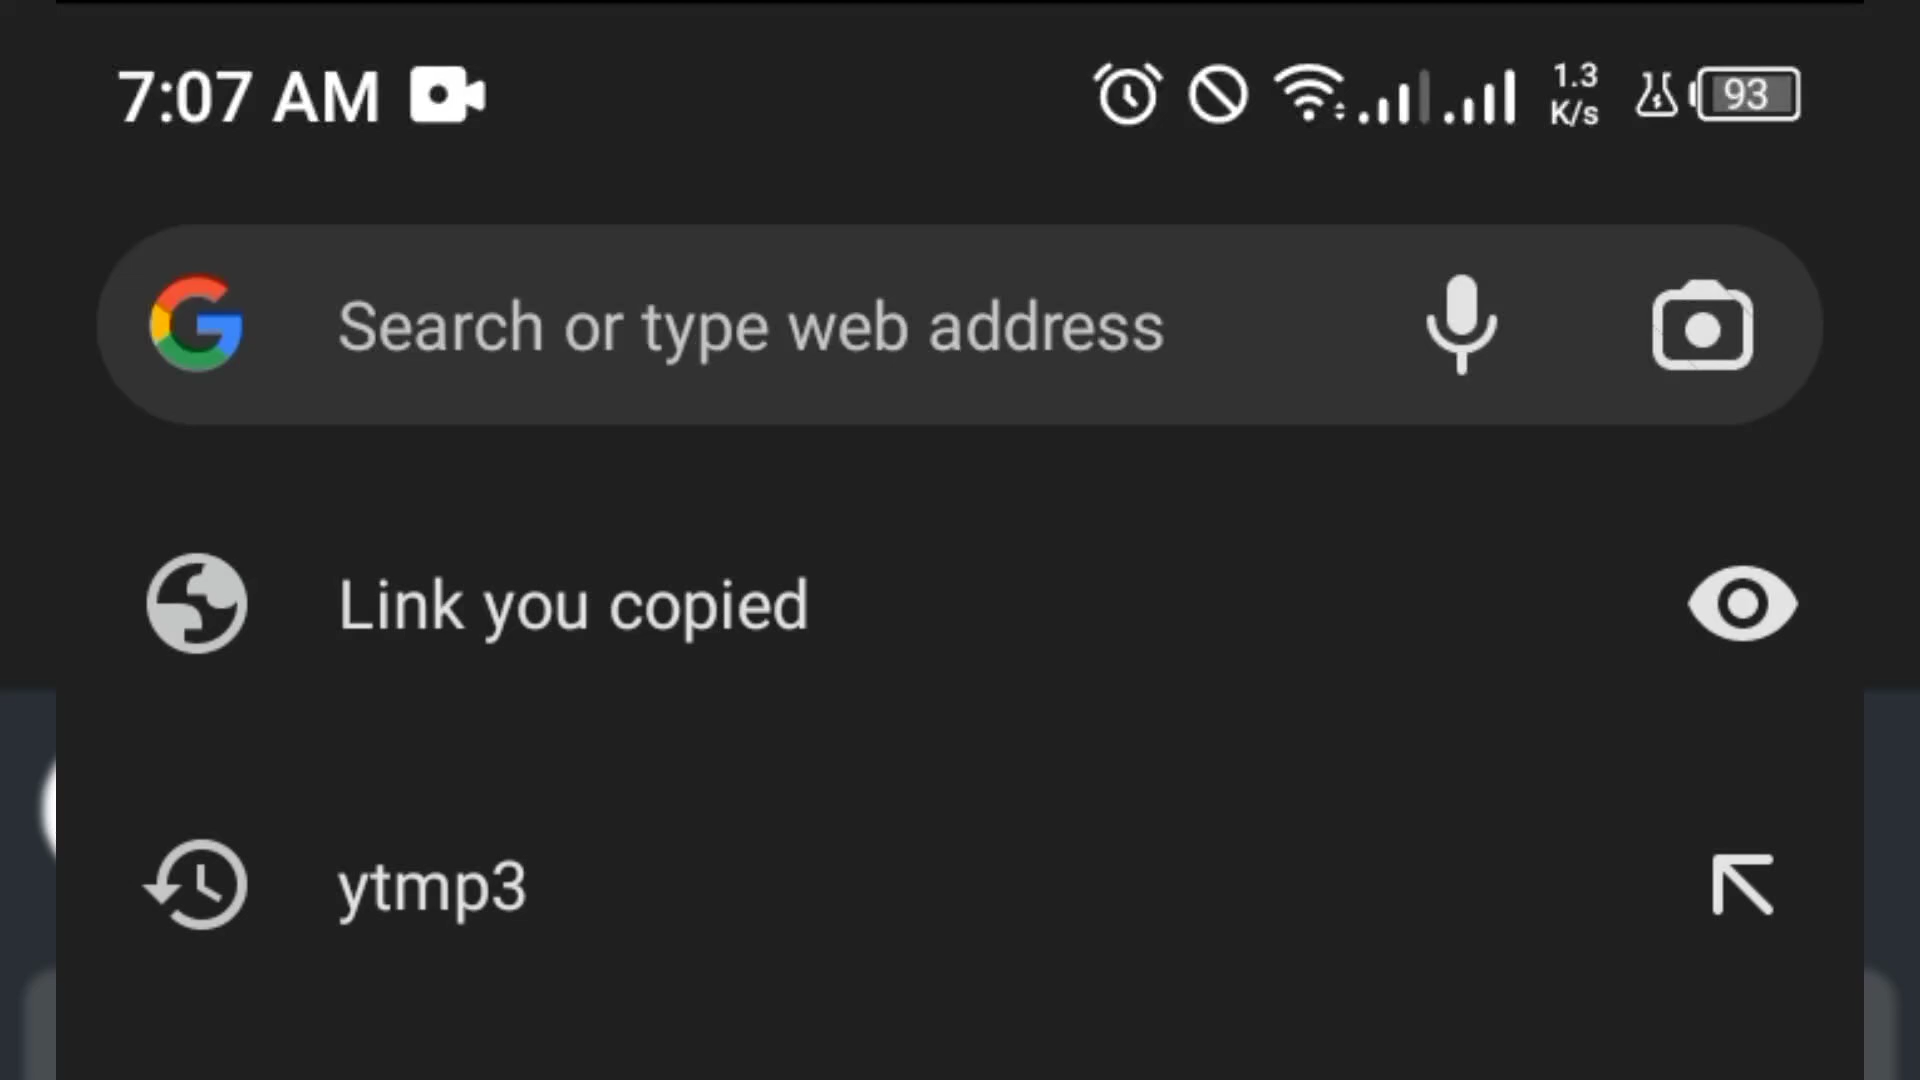 7:07 AM 1.3 K/s 93
Search or type web address
Link you copied
ytmp3